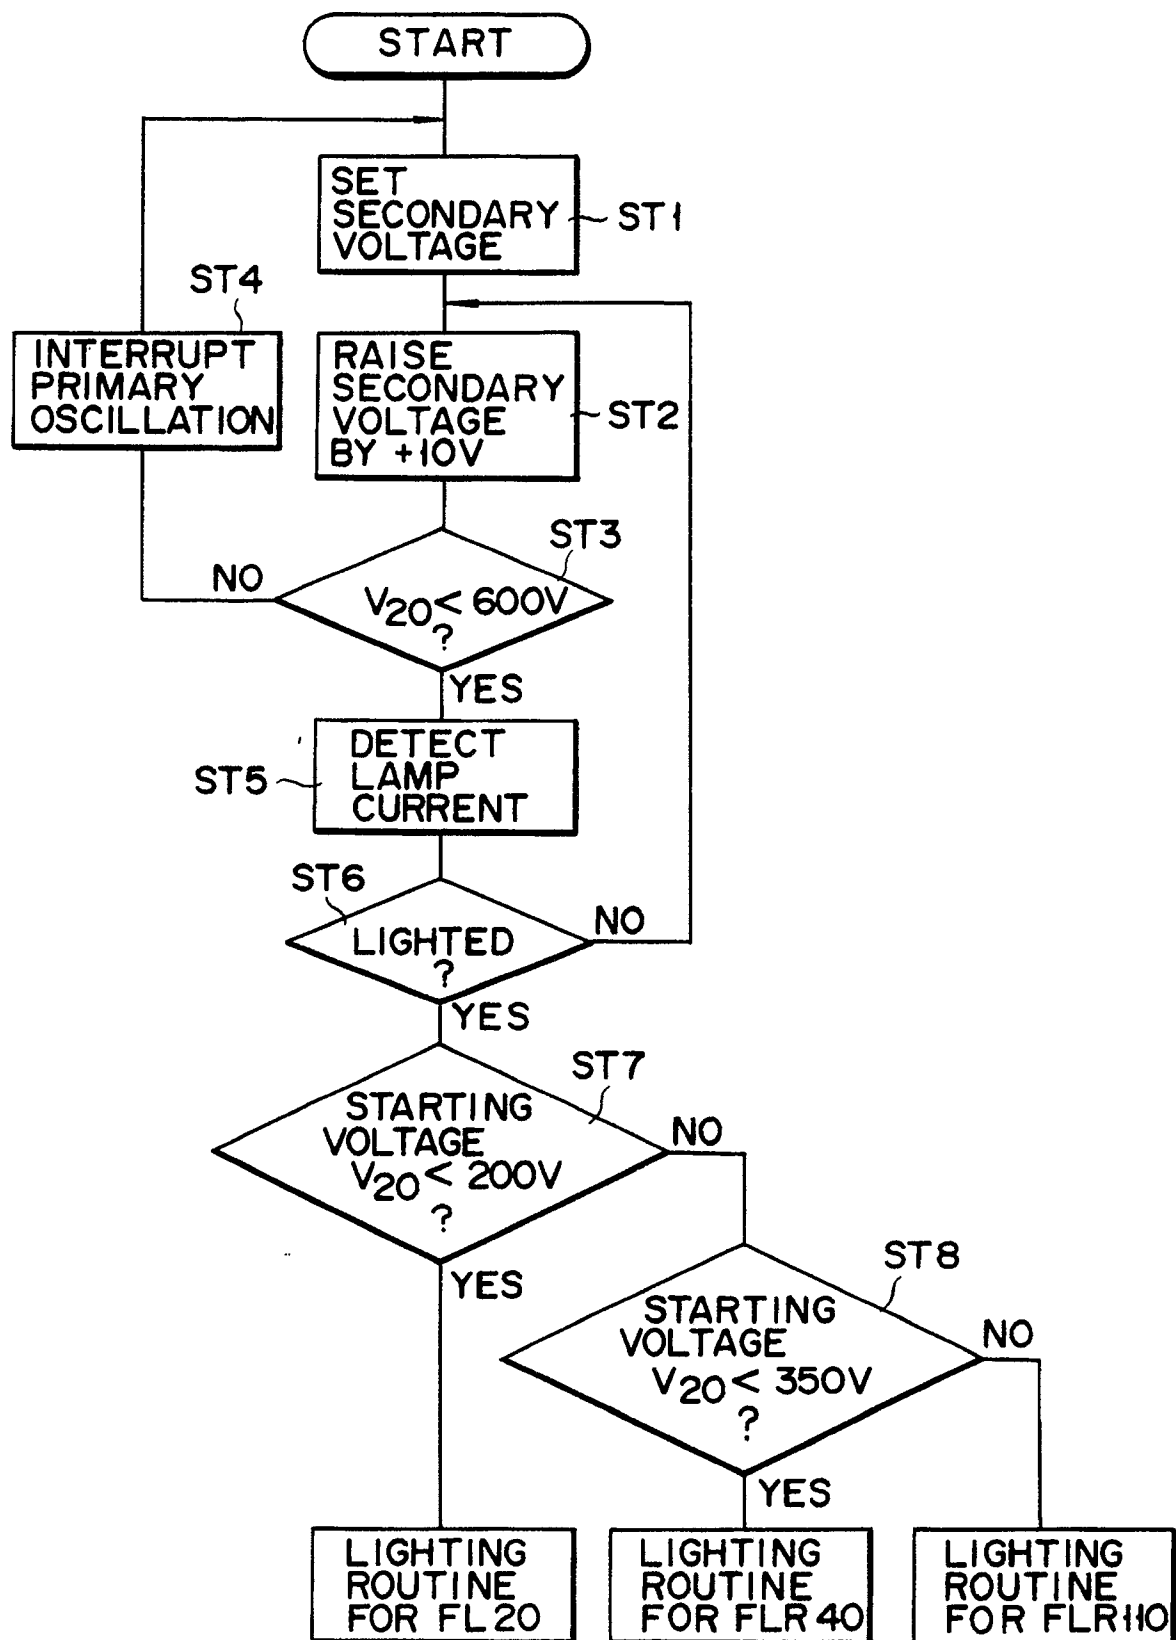 START
SET
SECONDARY
VOLTAGE
ST1
ST4
INTERRUPT
PRIMARY
OSCILLATION
RAISE
SECONDARY
VOLTAGE
BY +10V
ST2
ST3
NO
V20 < 600V
?
YES
DETECT
LAMP
CURRENT
ST5
ST6
LIGHTED
?
NO
YES
ST7
STARTING
VOLTAGE
V20 < 200V
?
NO
YES
ST8
STARTING
VOLTAGE
V20 < 350V
?
NO
YES
LIGHTING
ROUTINE
FOR FL20
LIGHTING
ROUTINE
FOR FLR40
LIGHTING
ROUTINE
FOR FLR110